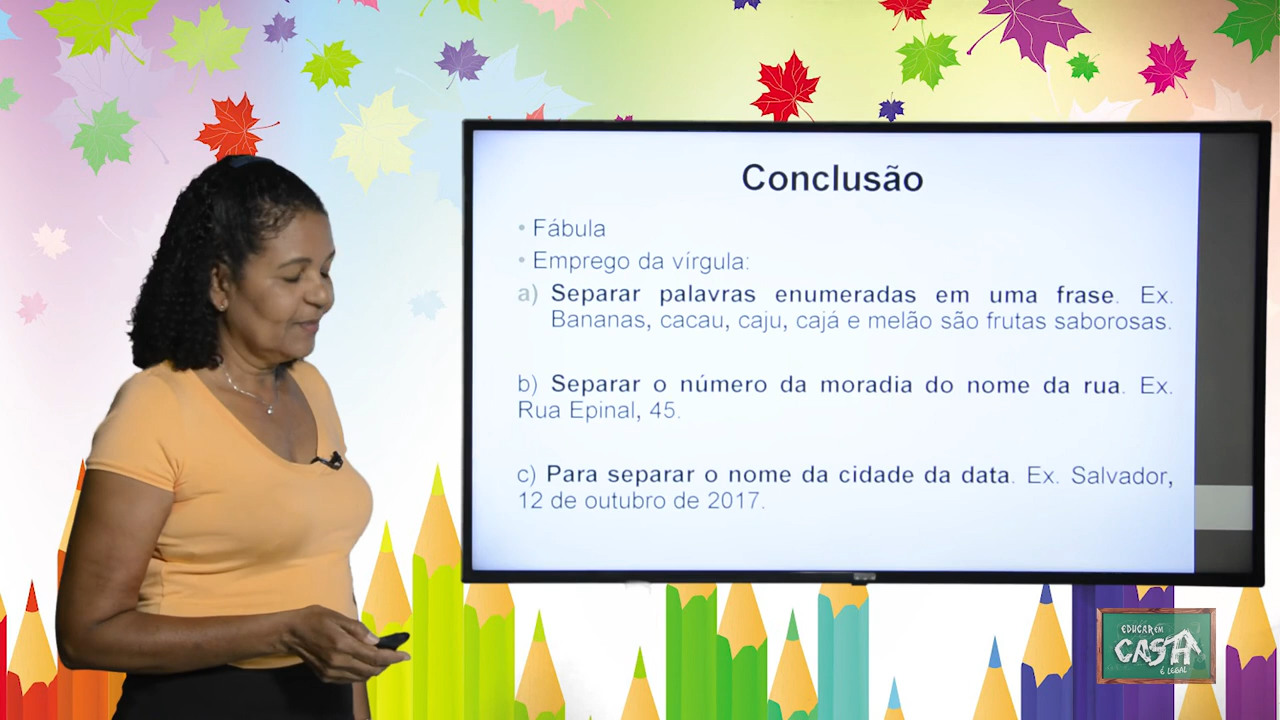 Conclusão
• Fábula
• Emprego da vírgula:
a) Separar palavras enumeradas em uma frase. Ex.
Bananas, cacau, caju, cajá e melão são frutas saborosas.
b) Separar o número da moradia do nome da rua. Ex.
Rua Epinal, 45.
c) Para separar o nome da cidade da data. Ex. Salvador,
12 de outubro de 2017.
EDUCAR EM
CASA
É LEGAL